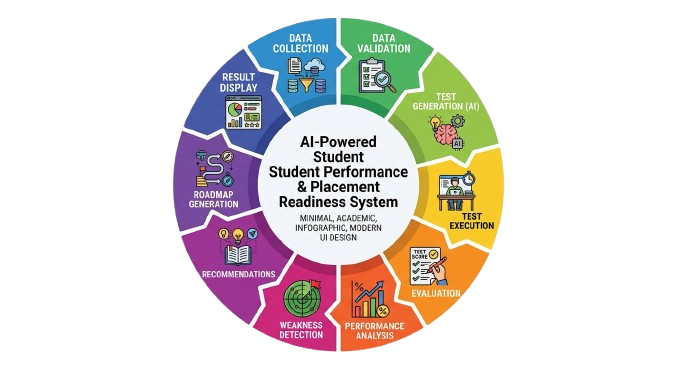 DATA
COLLECTION
DATA
VALIDATION
TEST
GENERATION (AI)
AI
TEST
EXECUTION
TEST
SCORE
EVALUATION
PERFORMANCE
ANALYSIS
WEAKNESS
DETECTION
RECOMMENDATIONS
ROADMAP
GENERATION
RESULT
DISPLAY
AI-Powered
Student
Student Performance
& Placement
Readiness System
MINIMAL, ACADEMIC,
INFOGRAPHIC, MODERN
UI DESIGN